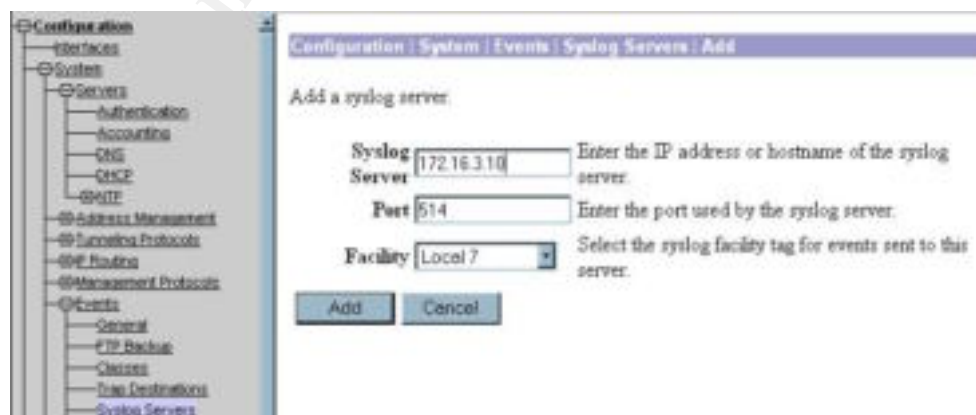 Configuration
Interfaces
System
Servers
Authentication
Accounting
DNS
DHCP
NTP
Address Management
Tunneling Protocols
IP Routing
Management Protocols
Events
General
FTP Backup
Classes
Trap Destinations
Syslog Servers
Configuration | System | Events | Syslog Servers | Add
Add a syslog server.
Syslog Server 172.16.3.10 Enter the IP address or hostname of the syslog
server.
Port 514 Enter the port used by the syslog server.
Facility Local 7 Select the syslog facility tag for events sent to this
server.
Add Cancel